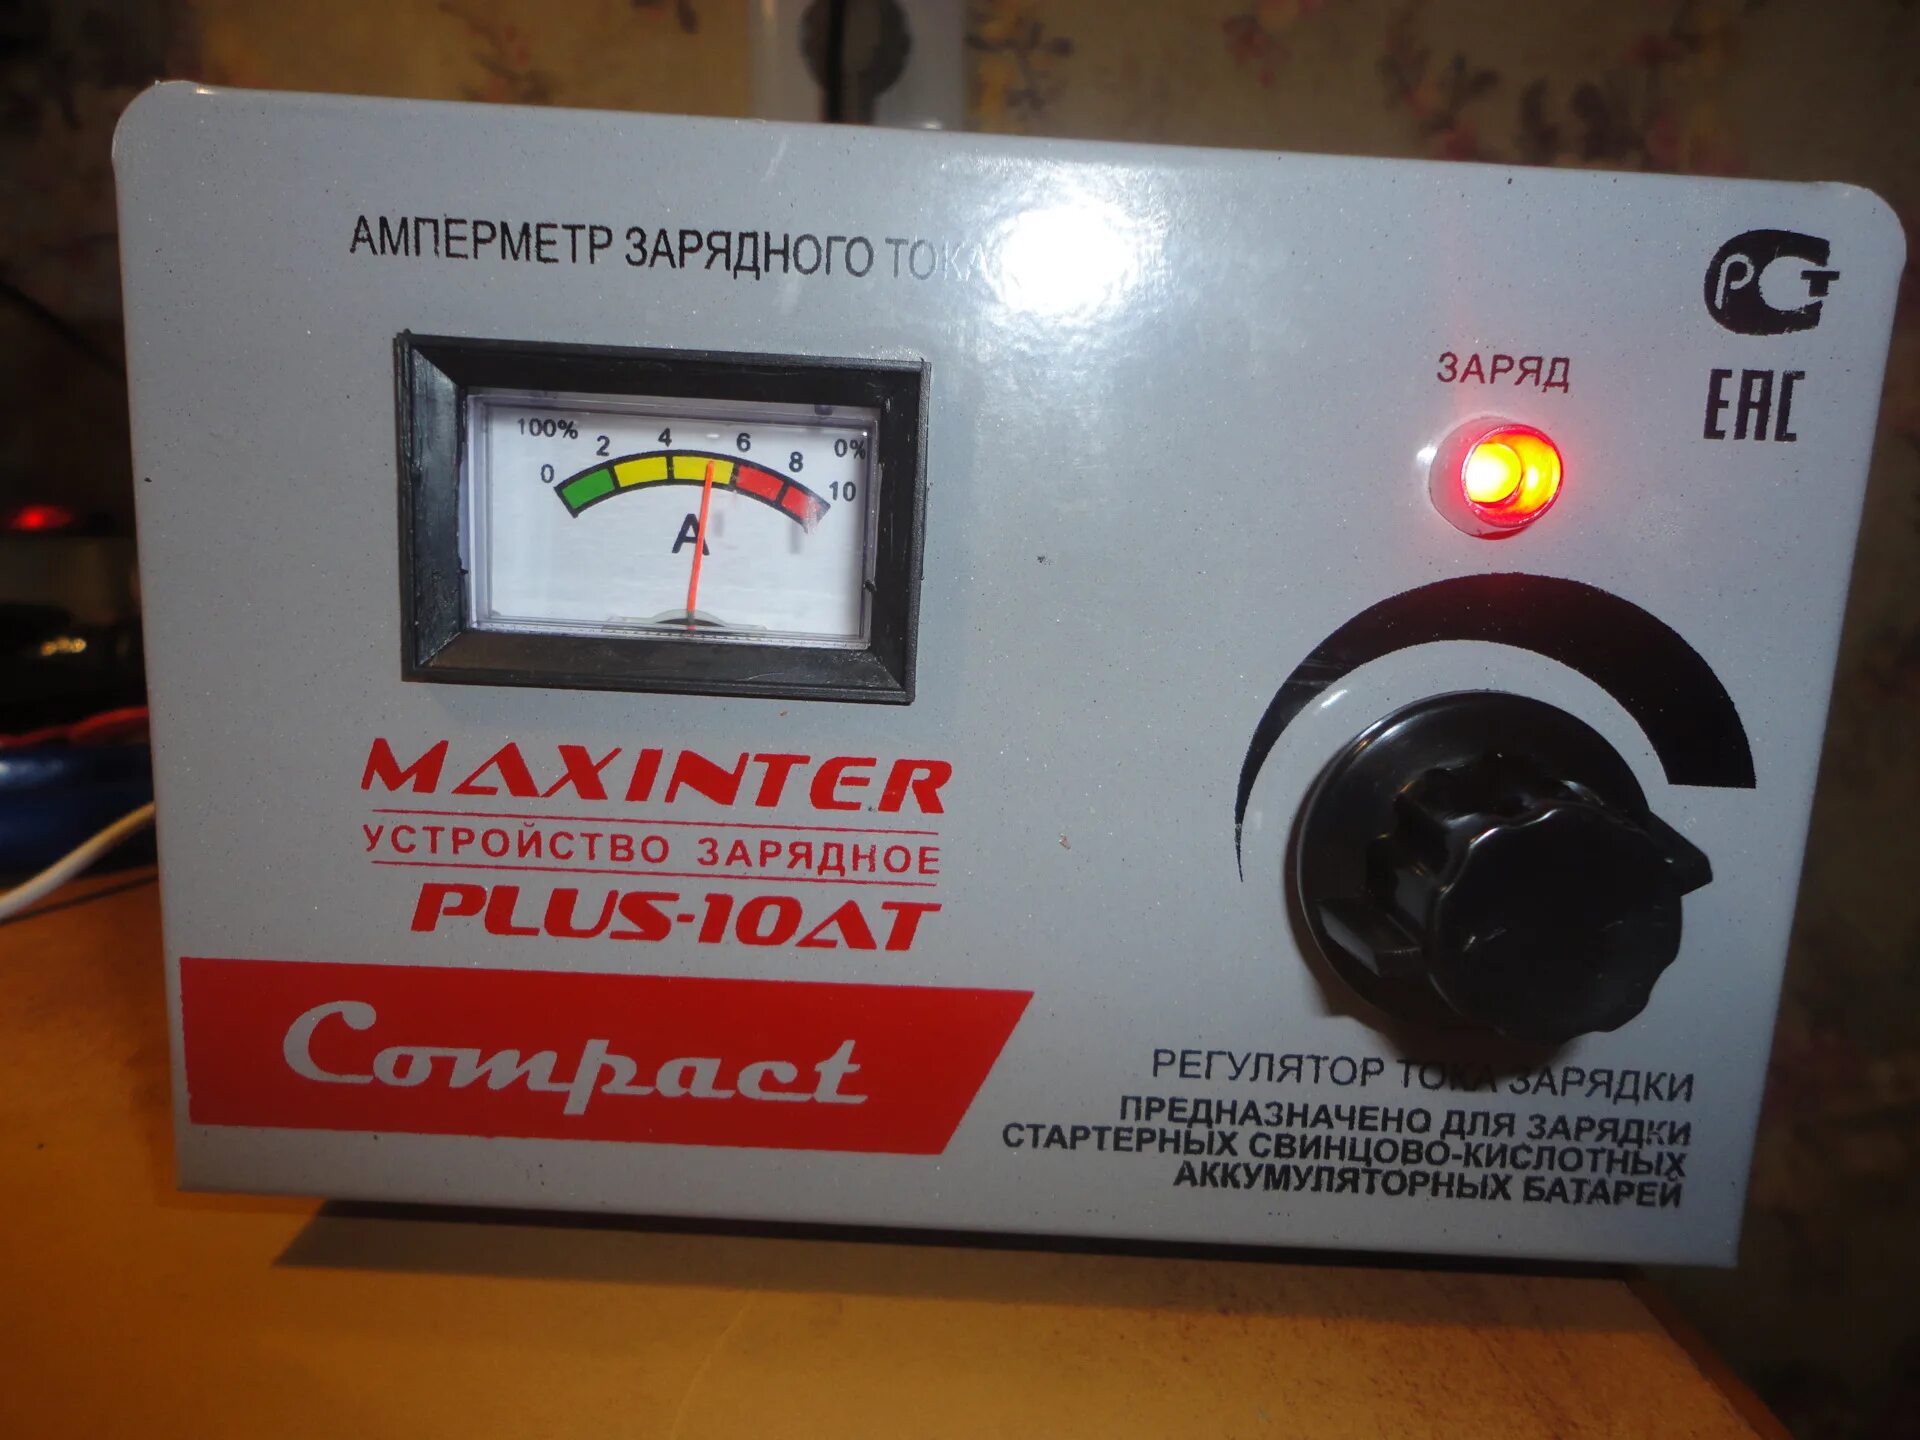 АМПЕРМЕТР ЗАРЯДНОГО ТОКА
РСТ
ЗАРЯД
EAC
100% 2 4 6 8 0%
0 10
А
MAXINTER
УСТРОЙСТВО ЗАРЯДНОЕ
PLUS-10AT
Compact
РЕГУЛЯТОР ТОКА ЗАРЯДКИ
ПРЕДНАЗНАЧЕНО ДЛЯ ЗАРЯДКИ
СТАРТЕРНЫХ СВИНЦОВО-КИСЛОТНЫХ
АККУМУЛЯТОРНЫХ БАТАРЕЙ